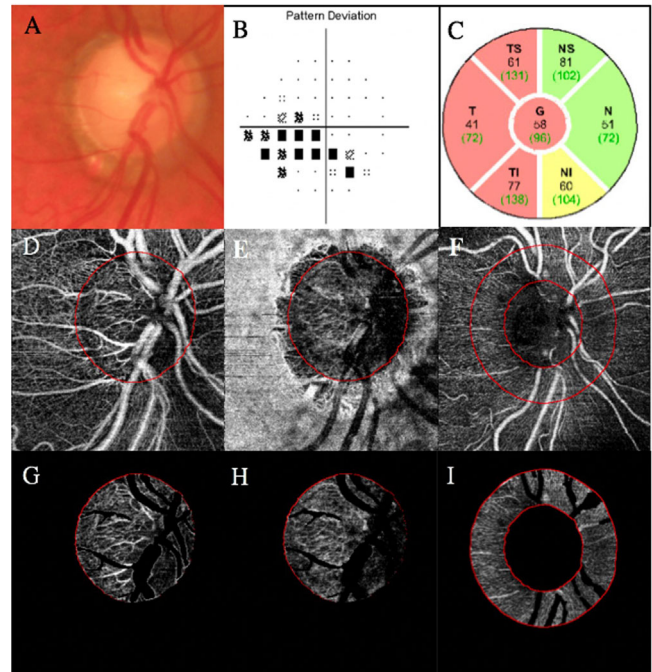 A
B
Pattern Deviation
C
TS
61
(131)
NS
81
(102)
T
41
(72)
G
58
(96)
N
51
(72)
TI
77
(138)
NI
60
(104)
D
E
F
G
H
I